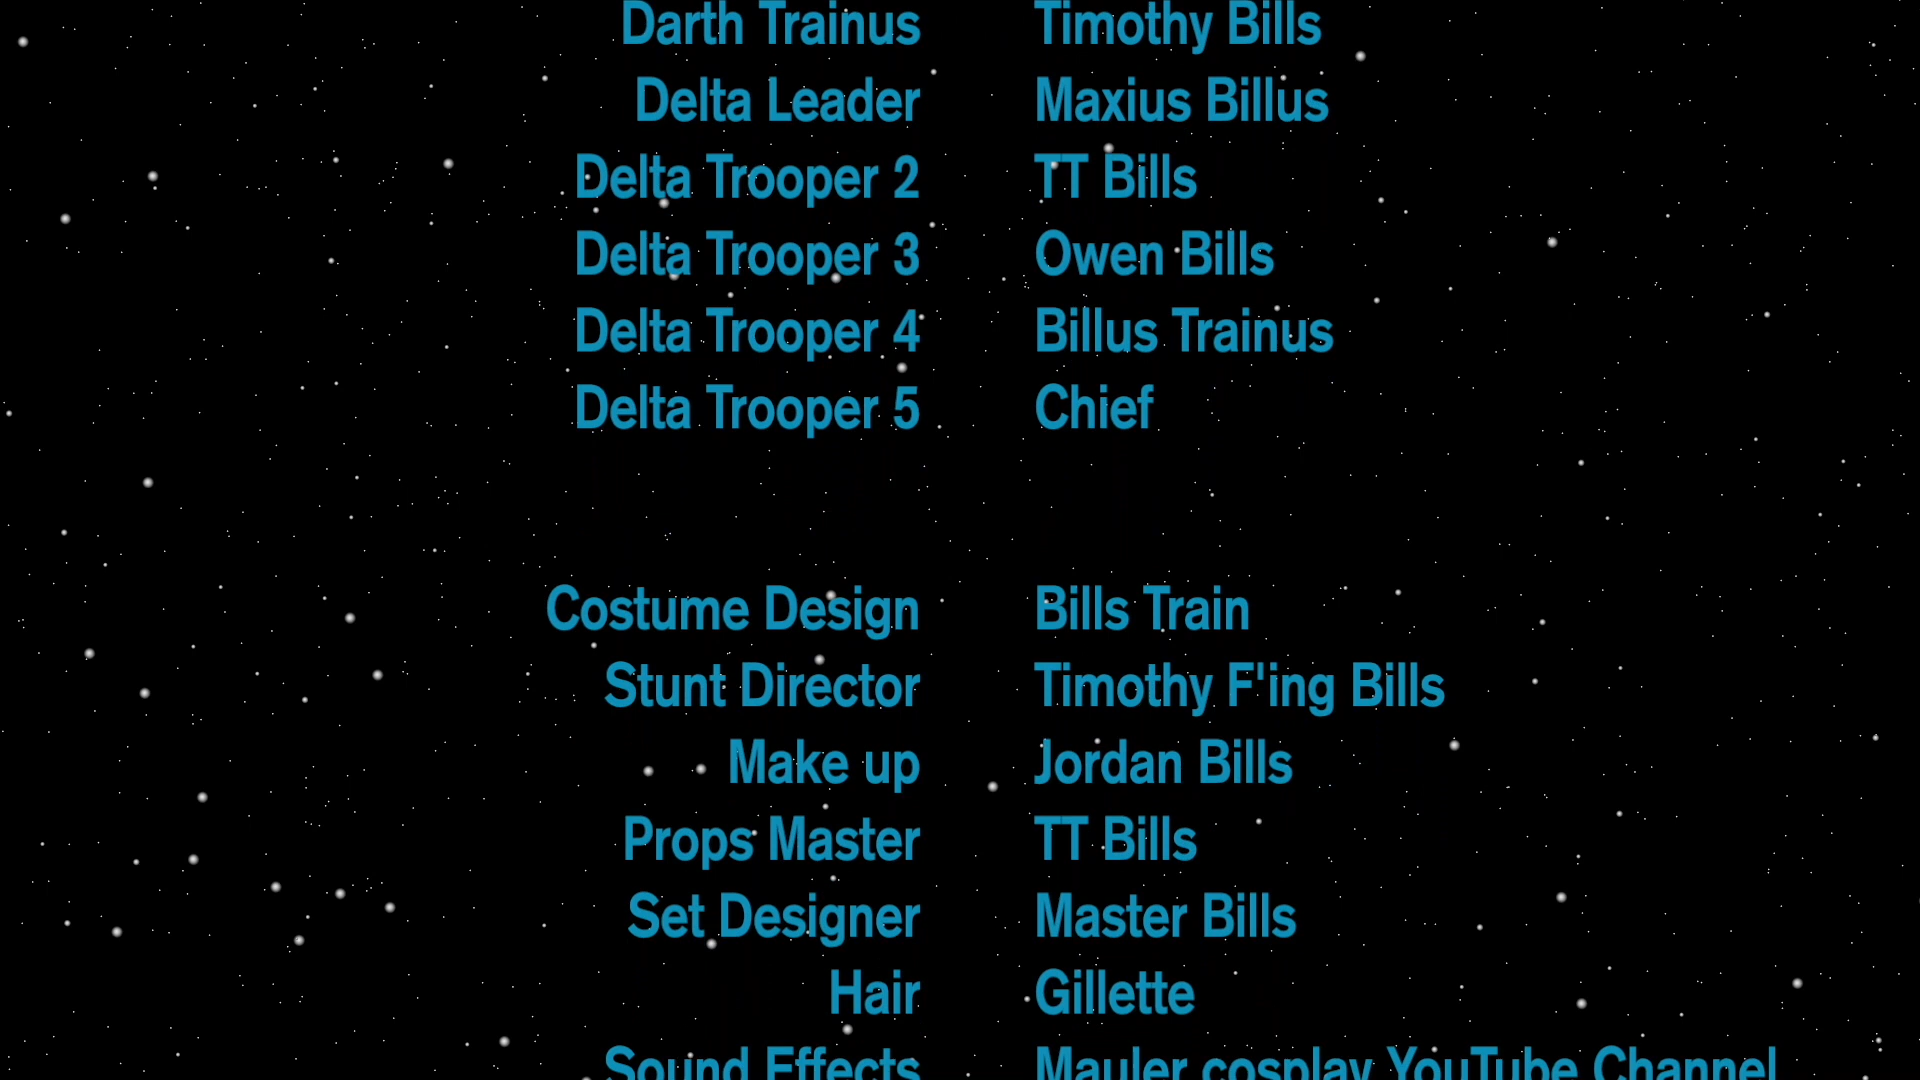 Darth Trainus Timothy Bills
Delta Leader Maxius Billus
Delta Trooper 2 TT Bills
Delta Trooper 3 Owen Bills
Delta Trooper 4 Billus Trainus
Delta Trooper 5 Chief
Costume Design Bills Train
Stunt Director Timothy F'ing Bills
Make up Jordan Bills
Props Master TT Bills
Set Designer Master Bills
Hair Gillette
Sound Effects Mauler cosplay YouTube Channel